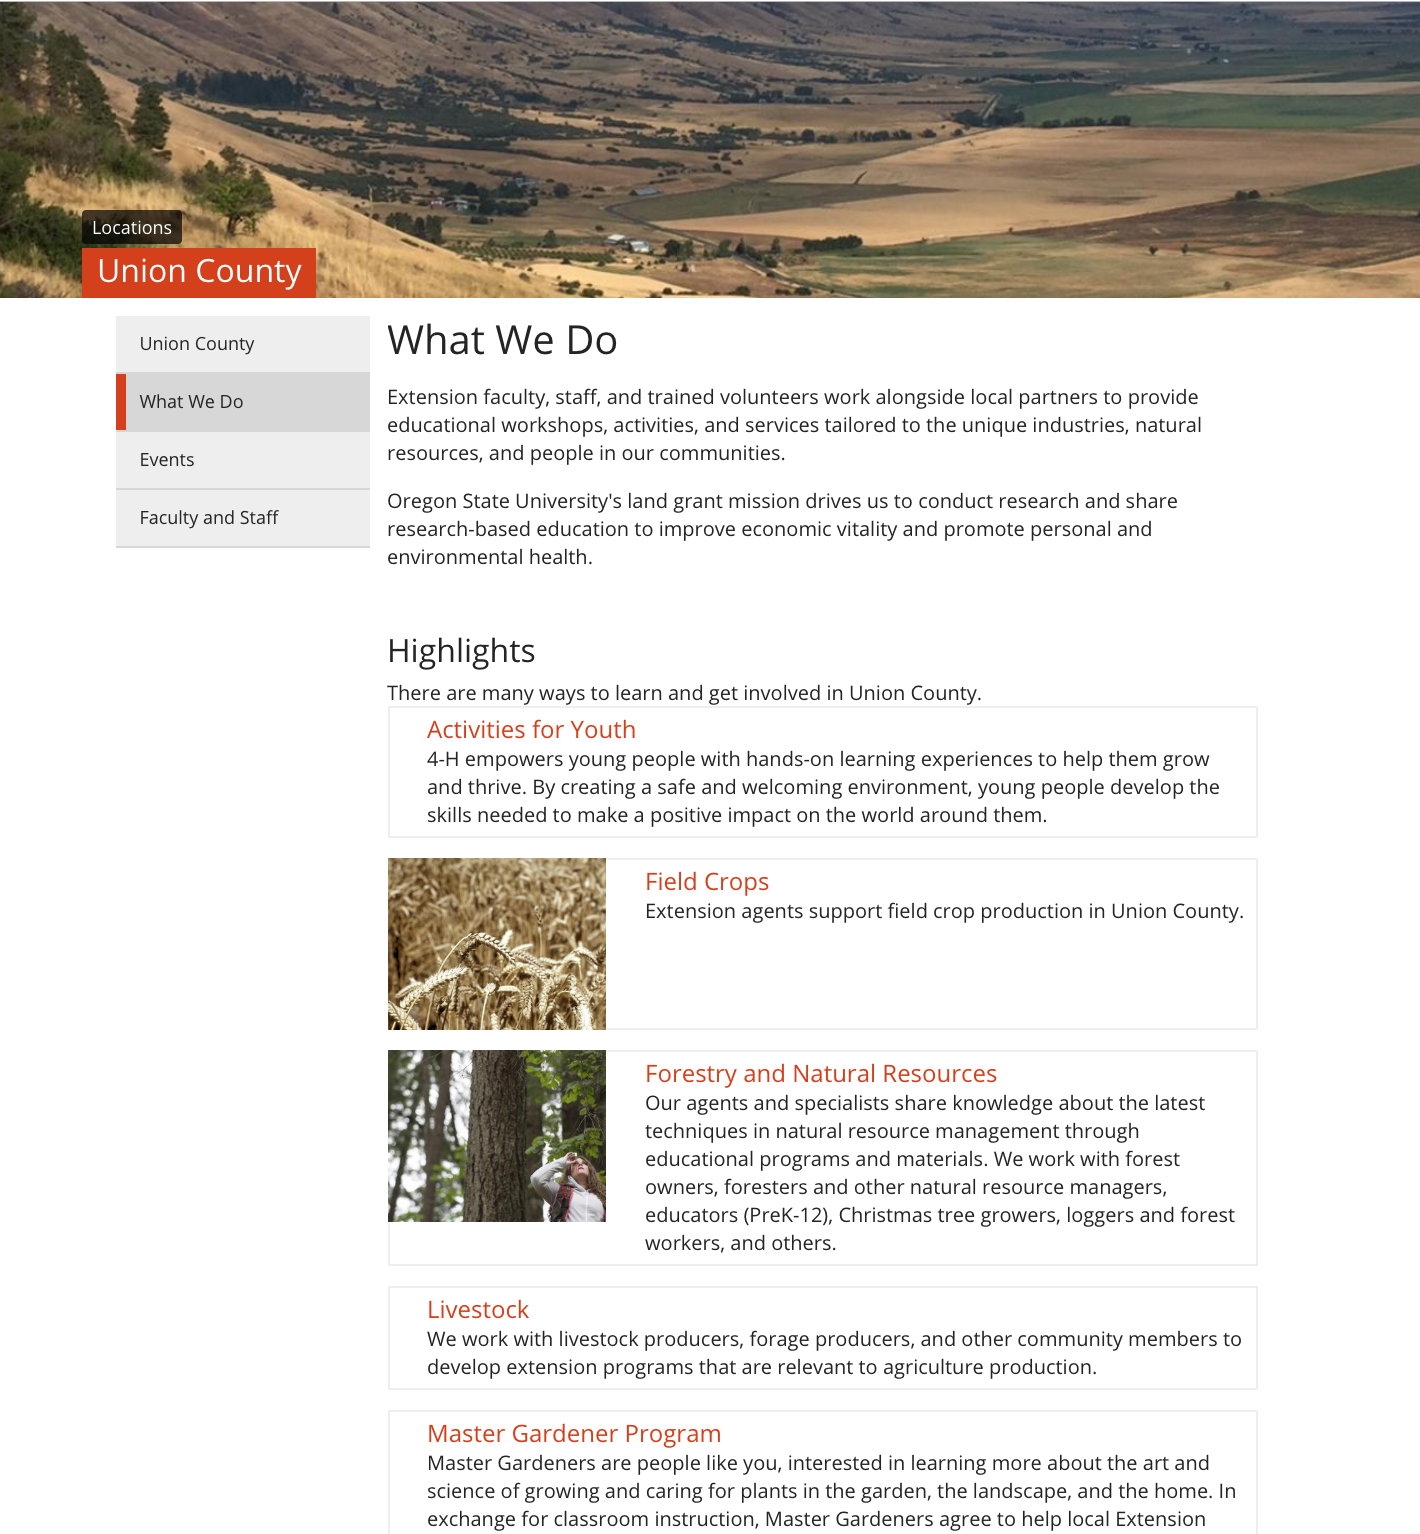 Locations
Union County
Union County
What We Do
Events
Faculty and Staff
What We Do
Extension faculty, staff, and trained volunteers work alongside local partners to provide
educational workshops, activities, and services tailored to the unique industries, natural
resources, and people in our communities.
Oregon State University's land grant mission drives us to conduct research and share
research-based education to improve economic vitality and promote personal and
environmental health.
Highlights
There are many ways to learn and get involved in Union County.
Activities for Youth
4-H empowers young people with hands-on learning experiences to help them grow
and thrive. By creating a safe and welcoming environment, young people develop the
skills needed to make a positive impact on the world around them.
Field Crops
Extension agents support field crop production in Union County.
Forestry and Natural Resources
Our agents and specialists share knowledge about the latest
techniques in natural resource management through
educational programs and materials. We work with forest
owners, foresters and other natural resource managers,
educators (PreK-12), Christmas tree growers, loggers and forest
workers, and others.
Livestock
We work with livestock producers, forage producers, and other community members to
develop extension programs that are relevant to agriculture production.
Master Gardener Program
Master Gardeners are people like you, interested in learning more about the art and
science of growing and caring for plants in the garden, the landscape, and the home. In
exchange for classroom instruction, Master Gardeners agree to help local Extension